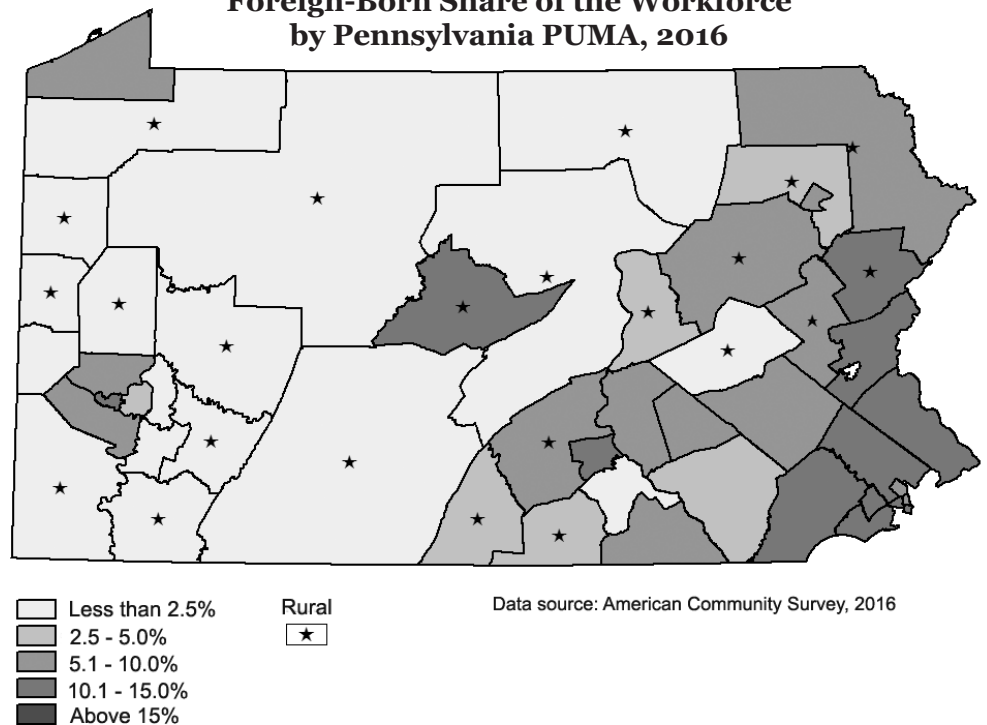 Foreign-Born Share of the Workforce
by Pennsylvania PUMA, 2016
Less than 2.5%
2.5 - 5.0%
5.1 - 10.0%
10.1 - 15.0%
Above 15%
Rural
Data source: American Community Survey, 2016